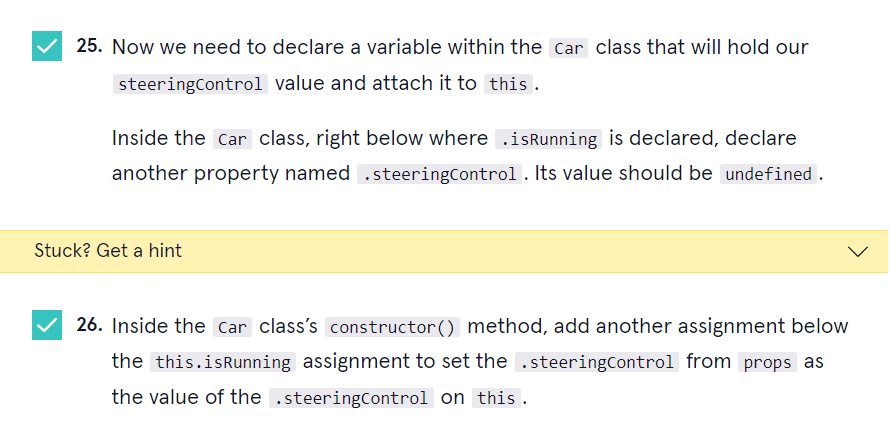 25. Now we need to declare a variable within the Car class that will hold our
steeringControl value and attach it to this.
Inside the Car class, right below where .isRunning is declared, declare
another property named .steeringControl. Its value should be undefined.
Stuck? Get a hint
26. Inside the Car class’s constructor() method, add another assignment below
the this.isRunning assignment to set the .steeringControl from props as
the value of the .steeringControl on this.